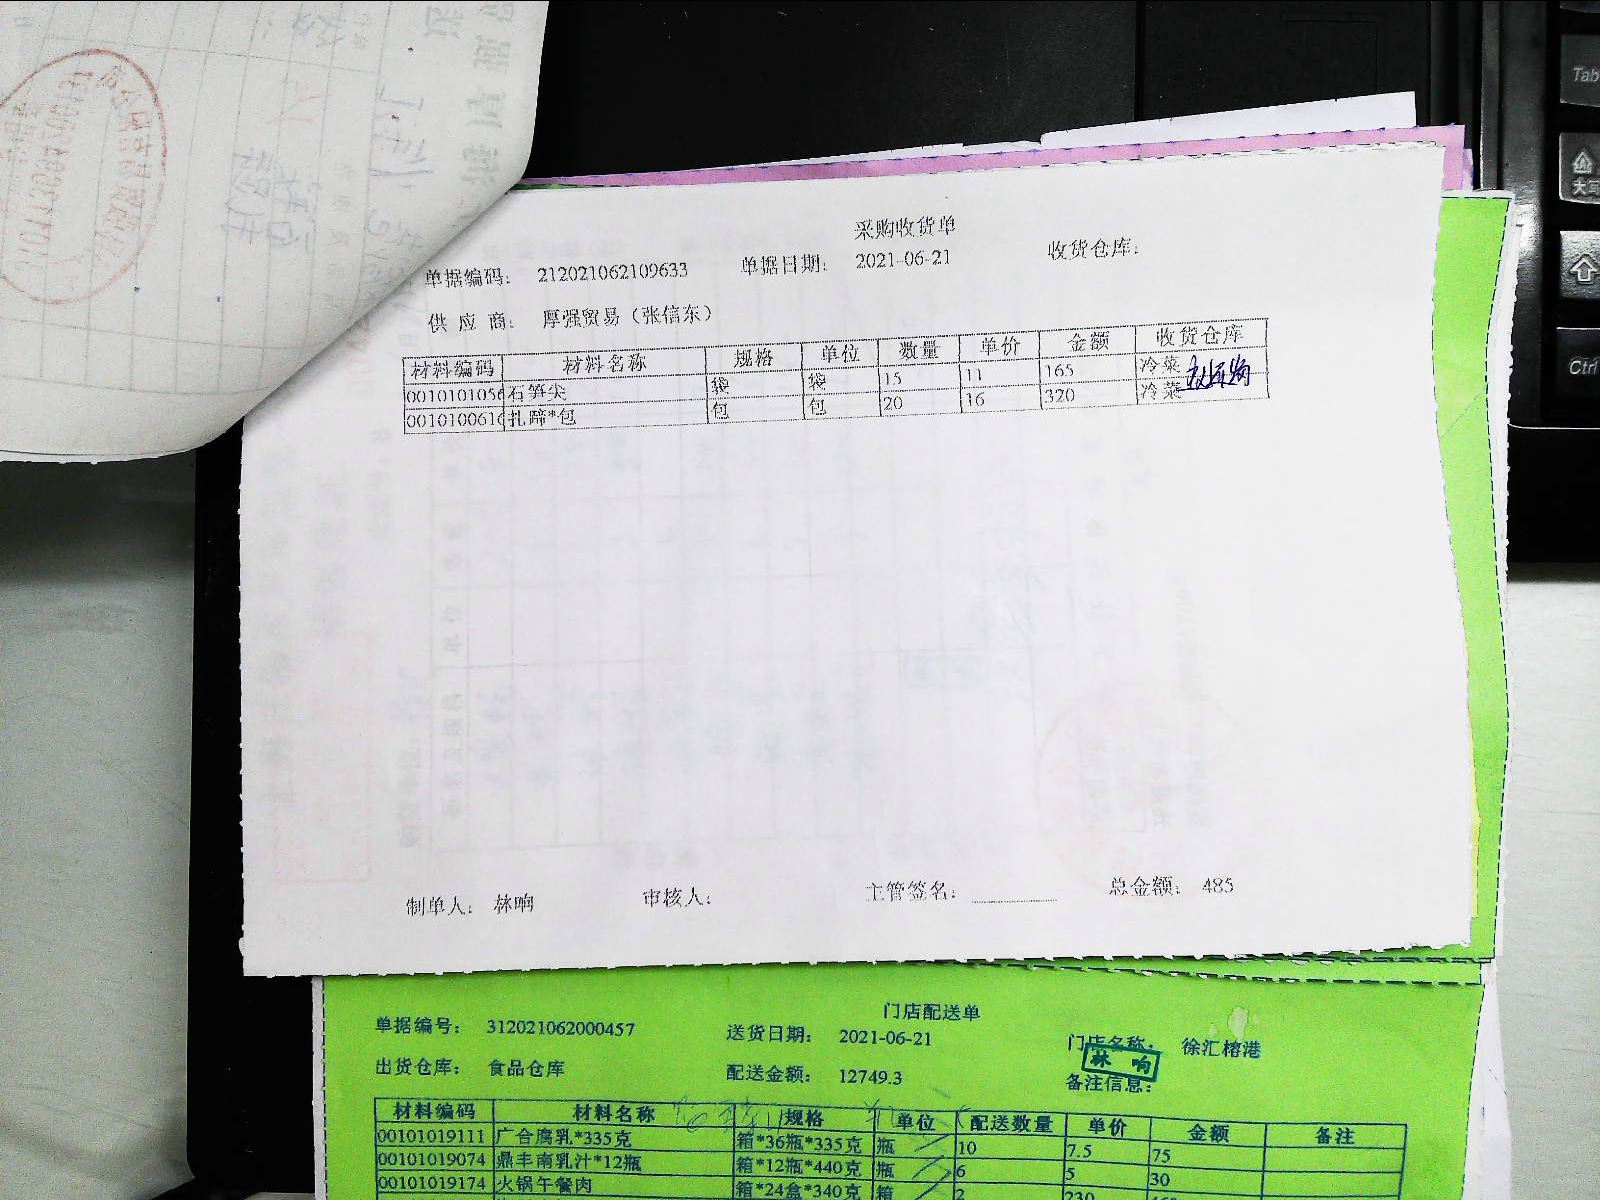 采购收货单
单据编码： 212021062109633 单据日期： 2021-06-21 收货仓库：
供 应 商： 厚强贸易（张信东）
材料编码 材料名称 规格 单位 数量 单价 金额 收货仓库
0010101056 石笋尖 袋 袋 15 11 165 冷菜
0010100616 扎蹄*包 包 包 20 16 320 冷菜
制单人： 林响 审核人： 主管签名： 总金额： 485
门店配送单
单据编号： 312021062000457 送货日期： 2021-06-21 门店名称： 徐汇榕港
出货仓库： 食品仓库 配送金额： 12749.3 备注信息：
林 响
材料编码 材料名称 规格 单位 配送数量 单价 金额 备注
00101019111 广合腐乳*335克 箱*36瓶*335克 瓶 10 7.5 75
00101019074 鼎丰南乳汁*12瓶 箱*12瓶*440克 瓶 6 5 30
00101019174 火锅午餐肉 箱*24盒*340克 箱 2 230
Tab
大写
Ctrl